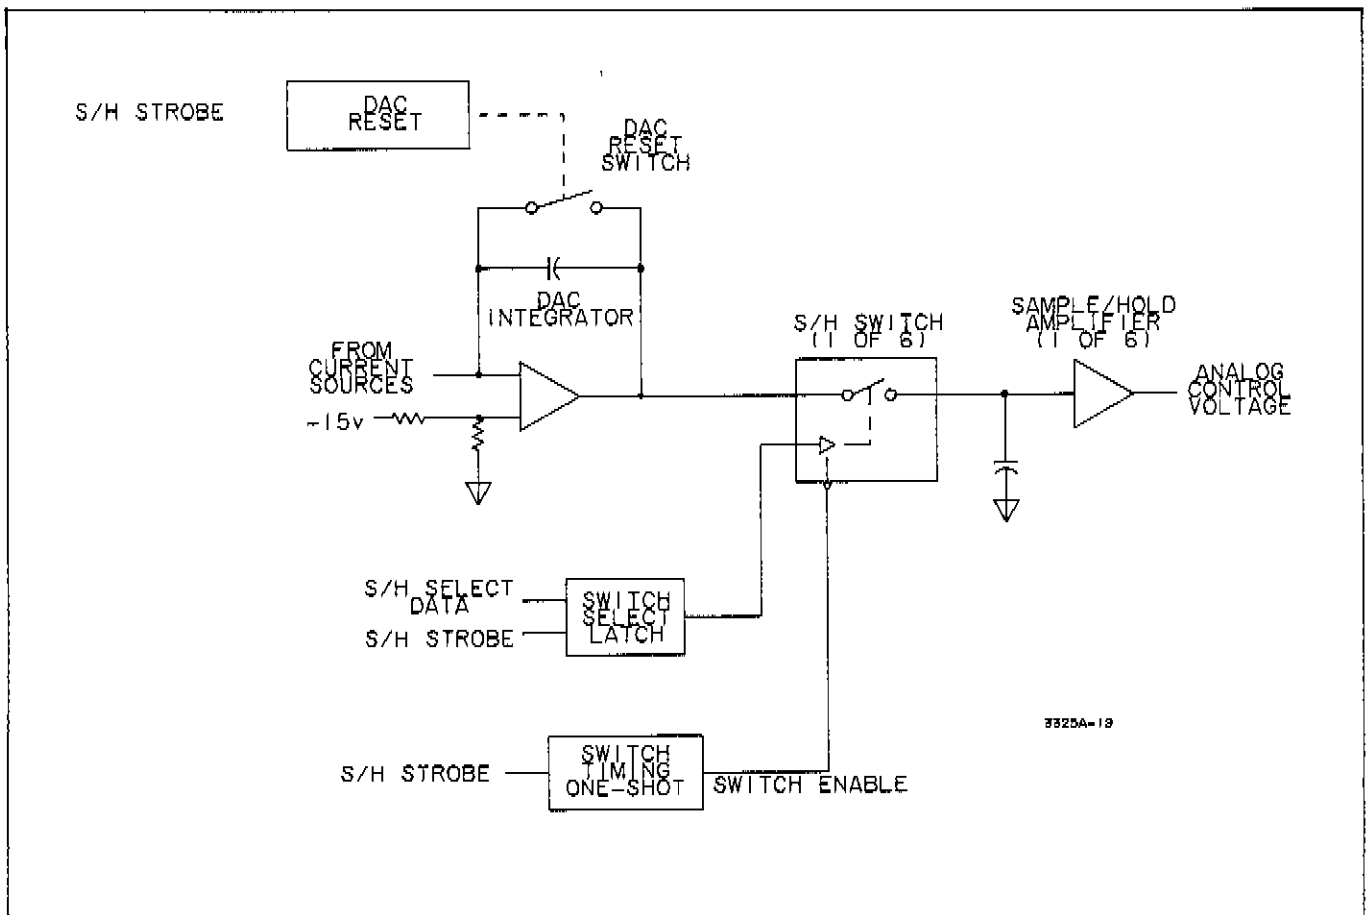 S/H STROBE
DAC
RESET
DAC
RESET
SWITCH
DAC
INTEGRATOR
FROM
CURRENT
SOURCES
-15v
S/H SWITCH
(1 OF 6)
SAMPLE/HOLD
AMPLIFIER
(1 OF 6)
ANALOG
CONTROL
VOLTAGE
S/H SELECT
DATA
S/H STROBE
SWITCH
SELECT
LATCH
3325A-19
S/H STROBE
SWITCH
TIMING
ONE-SHOT
SWITCH ENABLE